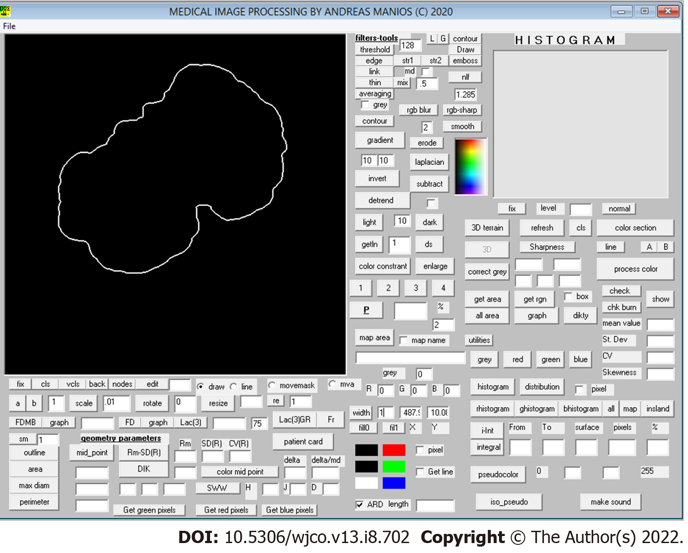 MEDICAL IMAGE PROCESSING BY ANDREAS MANIOS (C) 2020
File
filters-tools L G contour
threshold 128 Draw
edge str1 str2 emboss
link md nlf
thin mix .5
averaging 1.285
grey rgb blur rgb-sharp
contour 2 smooth
gradient erode
10 10 laplacian
invert subtract
detrend
light 10 dark
getIn 1 ds
color constrant enlarge
1 2 3 4
P %
2
map area map name
grey 0
R 0 G 0 B 0
width 1 487.5 10.08
fill0 fill1 X Y
pixel
Get line
ARD length
HISTOGRAM
fix level normal
3D terrain refresh cls color section
3D Sharpness line A B
correct grey process color
get area get rgn box check show
all area graph dikty chk burn
mean value
utilities St. Dev
grey red green blue CV
Skewness
histogram distribution pixel
rhistogram ghistogram bhistogram all map insland
i-Int From To surface pixels %
integral
pseudocolor 0 255
iso_pseudo make sound
fix cls vcls back nodes edit draw line movemask mva
a b 1 scale .01 rotate 0 resize re 1
FDMB graph FD graph Lac(3) 75 Lac(3)GR Fr
sm 1 geometry parameters Rm SD(R) CV(R) patient card
outline mid_point Rm-SD(R)
area DIK color mid point delta delta/md
max diam SWW H J D
perimeter Get green pixels Get red pixels Get blue pixels
DOI: 10.5306/wjco.v13.i8.702 Copyright © The Author(s) 2022.